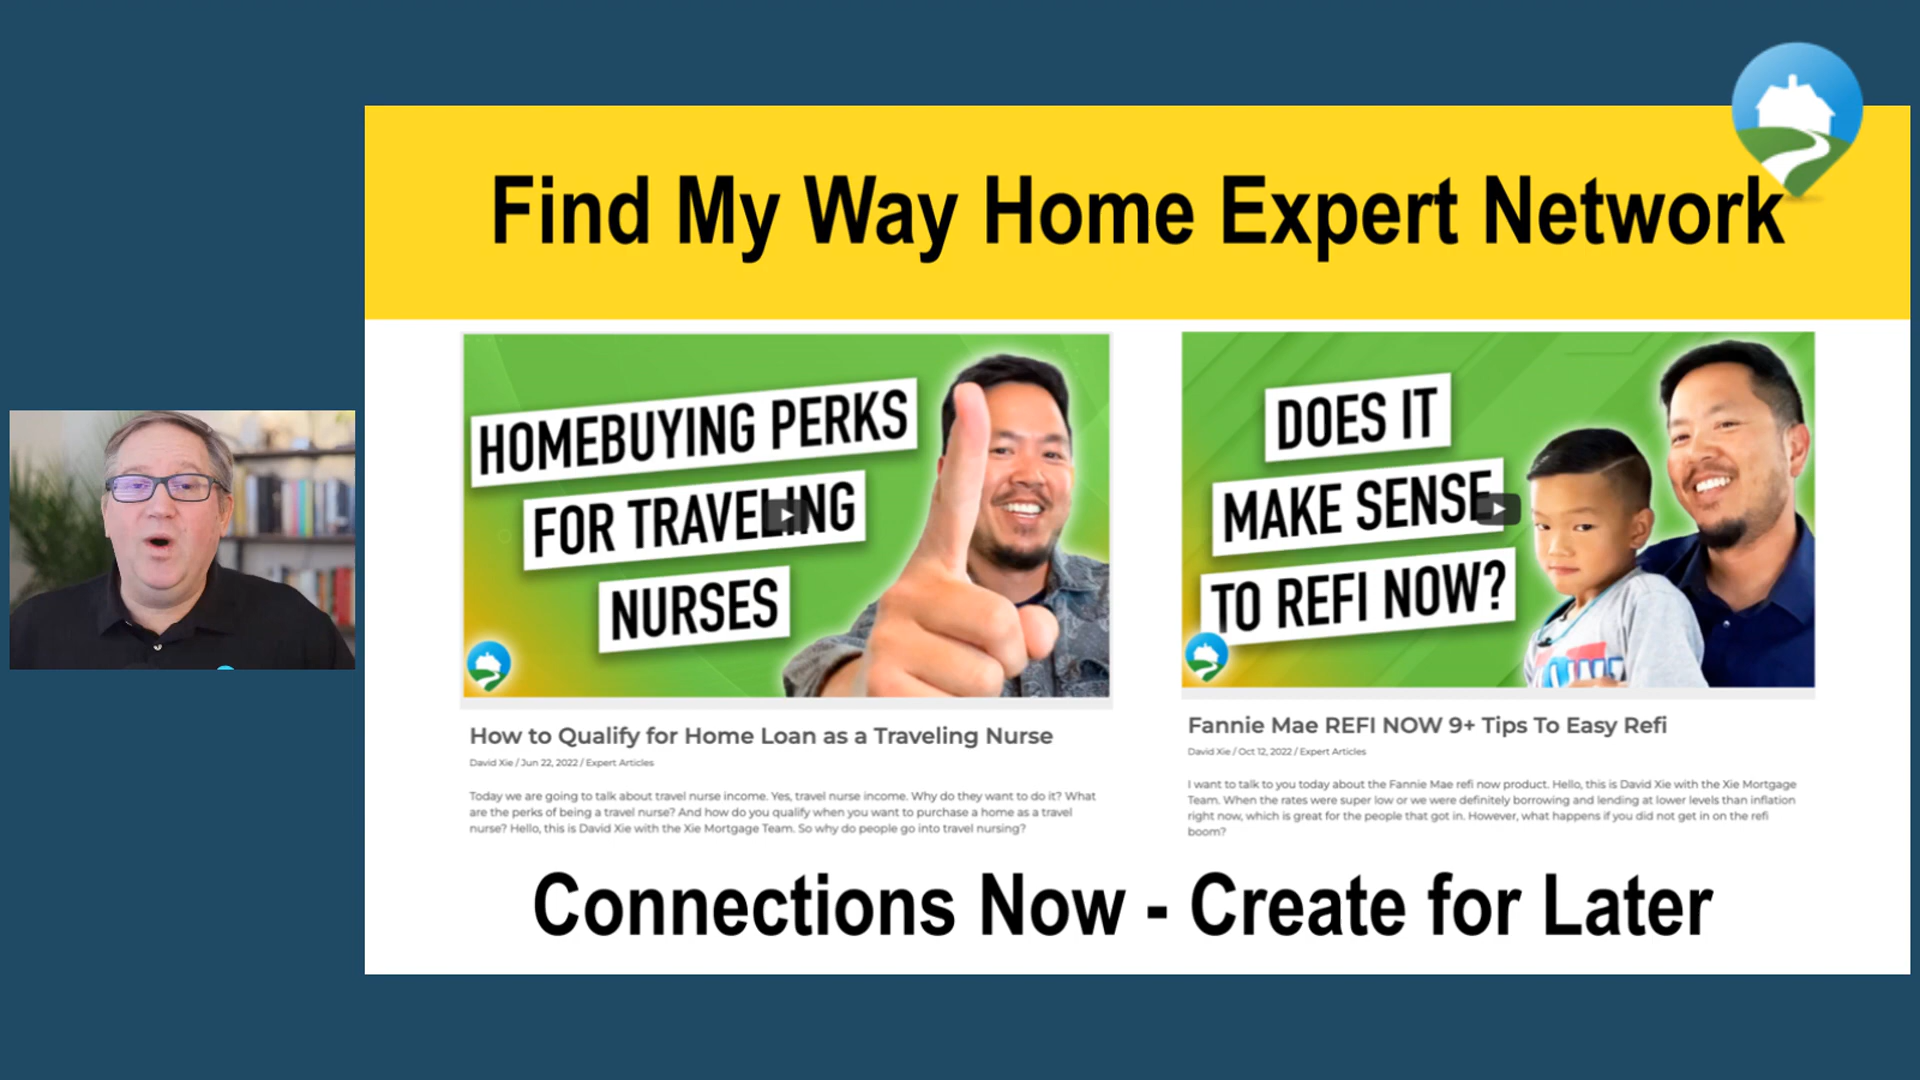 Find My Way Home Expert Network
HOMEBUYING PERKS
FOR TRAVELING
NURSES
How to Qualify for Home Loan as a Traveling Nurse
David Xie / Jun 22, 2022 / Expert Articles
Today we are going to talk about travel nurse income. Yes, travel nurse income. Why do they want to do it? What
are the perks of being a travel nurse? And how do you qualify when you want to purchase a home as a travel
nurse? Hello, this is David Xie with the Xie Mortgage Team. So why do people go into travel nursing?
DOES IT
MAKE SENSE
TO REFI NOW?
Fannie Mae REFI NOW 9+ Tips To Easy Refi
David Xie / Oct 12, 2022 / Expert Articles
I want to talk to you today about the Fannie Mae refi now product. Hello, this is David Xie with the Xie Mortgage
Team. When the rates were super low or we were definitely borrowing and lending at lower levels than inflation
right now, which is great for the people that got in. However, what happens if you did not get in on the refi
boom?
Connections Now - Create for Later